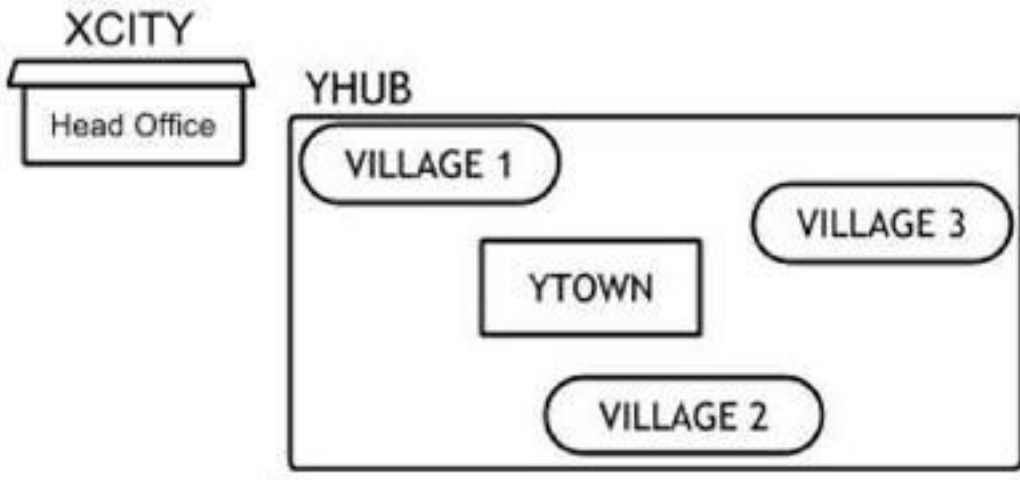 XCITY
Head Office
YHUB
VILLAGE 1
VILLAGE 3
YTOWN
VILLAGE 2